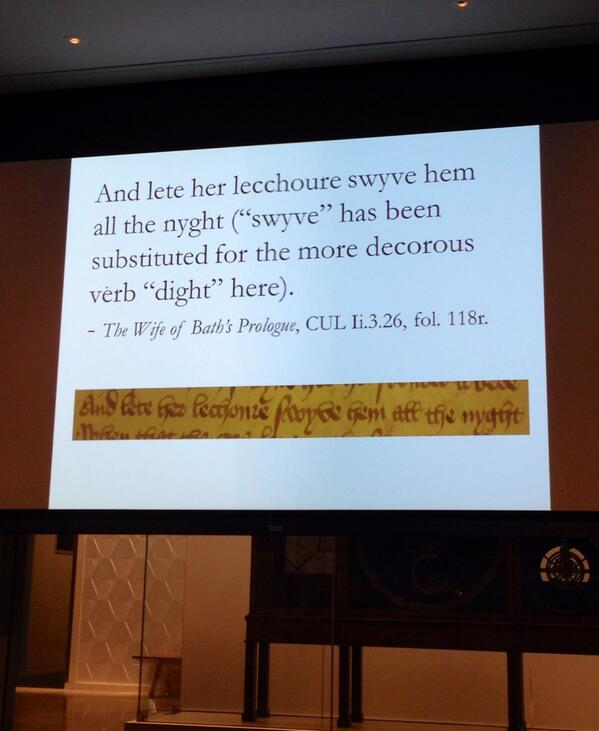 And lete her lecchoure swyve hem
all the nyght (“swyve” has been
substituted for the more decorous
verb “dight” here).
- The Wife of Bath's Prologue, CUL Ii.3.26, fol. 118r.
And lete her lecchoure swyve hem all the nyght